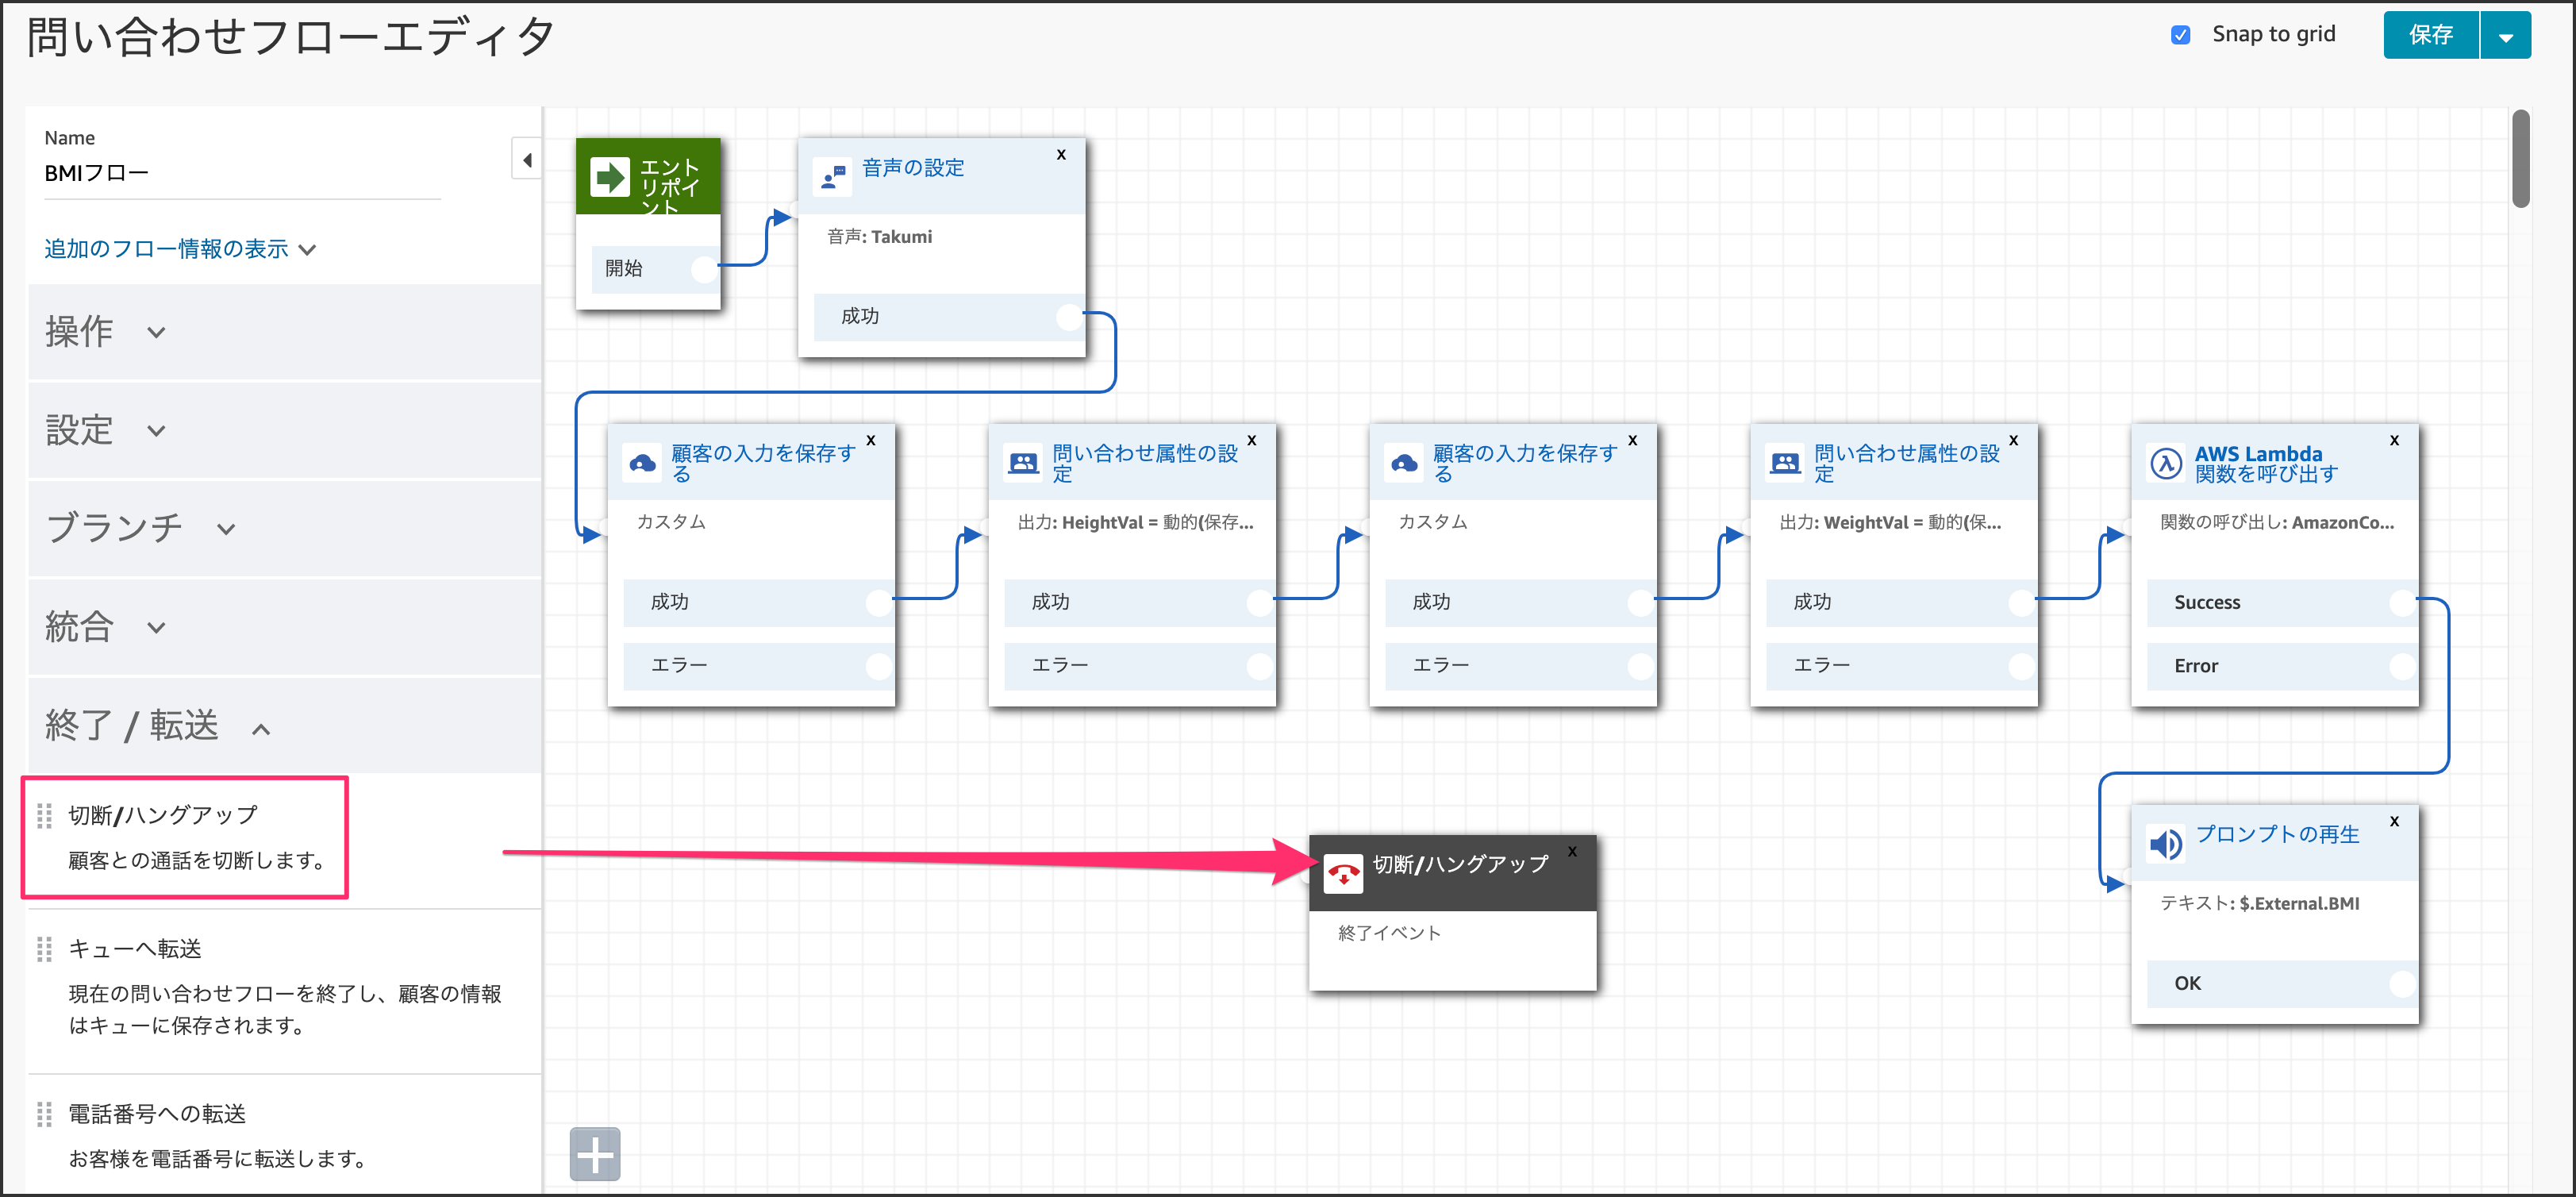 問い合わせフローエディタ
Snap to grid
保存
Name
BMIフロー
追加のフロー情報の表示
操作
設定
ブランチ
統合
終了 / 転送
切断/ハングアップ
顧客との通話を切断します。
キューへ転送
現在の問い合わせフローを終了し、顧客の情報
はキューに保存されます。
電話番号への転送
お客様を電話番号に転送します。
エント
リポイ
ント
開始
音声の設定
x
音声: Takumi
成功
顧客の入力を保存す
る
x
カスタム
成功
エラー
問い合わせ属性の設
定
x
出力: HeightVal = 動的(保存...
成功
エラー
顧客の入力を保存す
る
x
カスタム
成功
エラー
問い合わせ属性の設
定
x
出力: WeightVal = 動的(保...
成功
エラー
AWS Lambda
関数を呼び出す
x
関数の呼び出し: AmazonCo...
Success
Error
切断/ハングアップ
x
終了イベント
プロンプトの再生
x
テキスト: $.External.BMI
OK